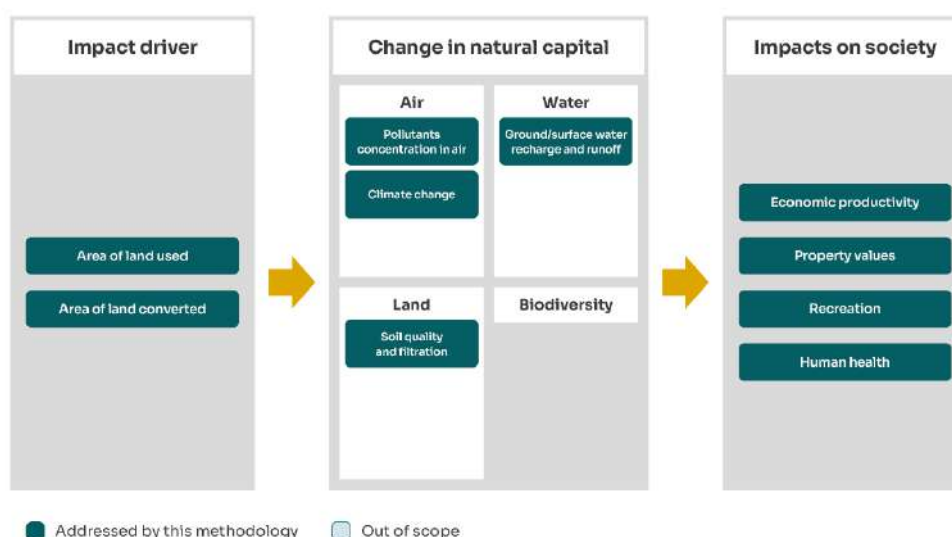 Impact driver
Change in natural capital
Impacts on society
Air
Water
Pollutants
concentration in air
Ground/surface water
recharge and runoff
Climate change
Economic productivity
Area of land used
Property values
Area of land converted
Land
Biodiversity
Recreation
Soil quality
and filtration
Human health
Addressed by this methodology
Out of scope